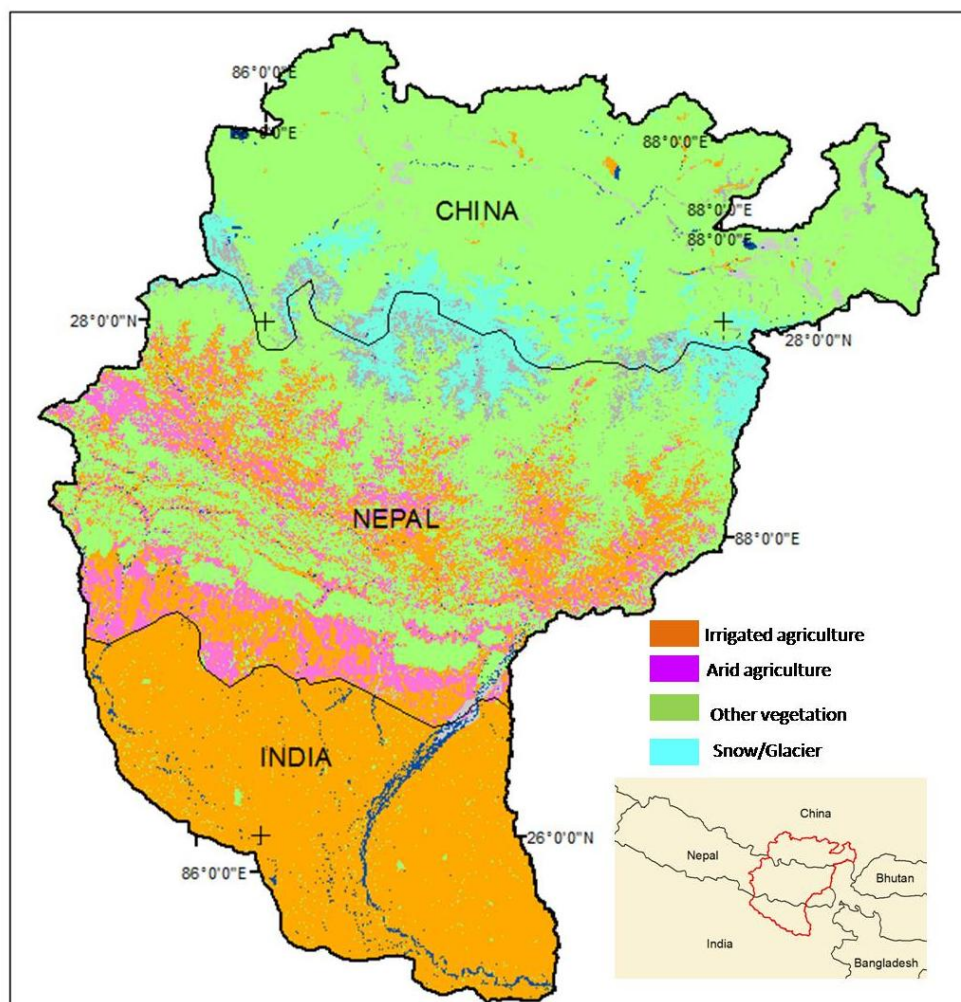 86°0'0"E
88°0'0"E
88°0'0"E
CHINA
88°0'0"E
28°0'0"N
28°0'0"N
NEPAL
88°0'0"E
Irrigated agriculture
Arid agriculture
Other vegetation
Snow/Glacier
INDIA
26°0'0"N
86°0'0"E
China
Nepal
Bhutan
India
Bangladesh